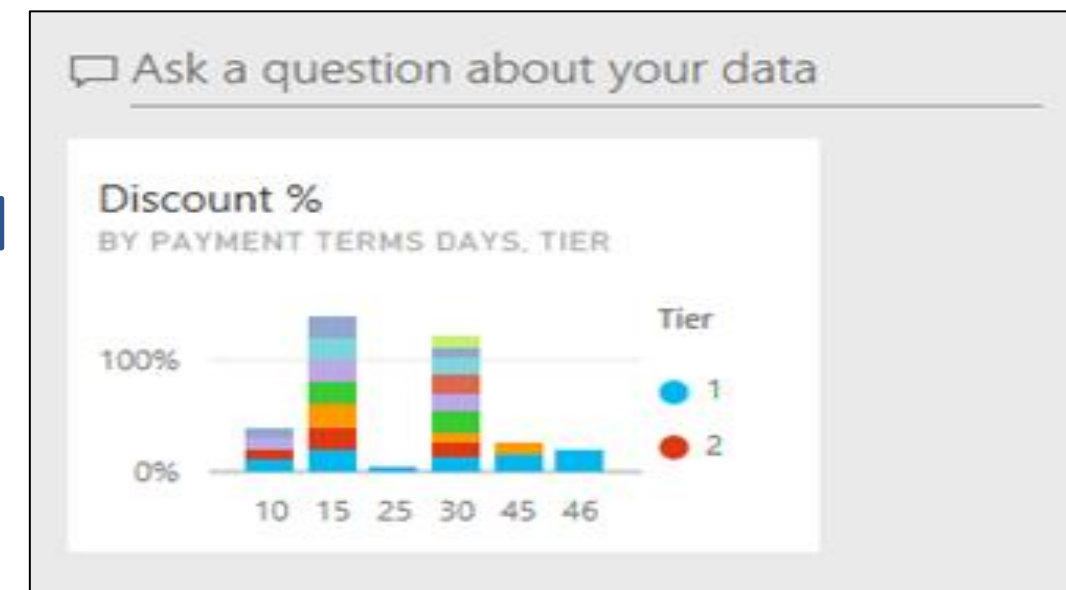 Ask a question about your data
Discount %
BY PAYMENT TERMS DAYS, TIER
Tier
100%
1
2
0%
10 15 25 30 45 46